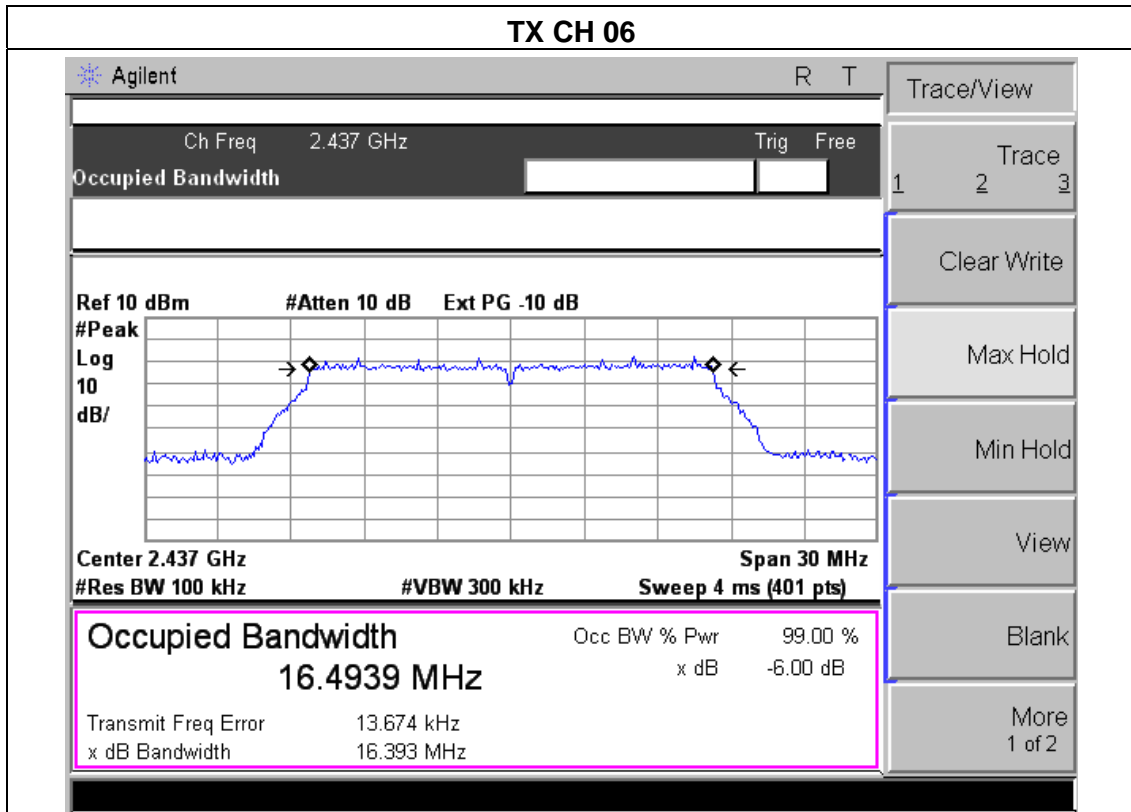 TX CH 06
Agilent R T
Trace/View
Ch Freq 2.437 GHz Trig Free
Occupied Bandwidth
Trace
1 2 3
Clear Write
Ref 10 dBm #Atten 10 dB Ext PG -10 dB
#Peak
Log
10
dB/
Max Hold
Min Hold
View
Center 2.437 GHz Span 30 MHz
#Res BW 100 kHz #VBW 300 kHz Sweep 4 ms (401 pts)
Occupied Bandwidth Occ BW % Pwr 99.00 %
16.4939 MHz x dB -6.00 dB
Blank
Transmit Freq Error 13.674 kHz
x dB Bandwidth 16.393 MHz
More
1 of 2